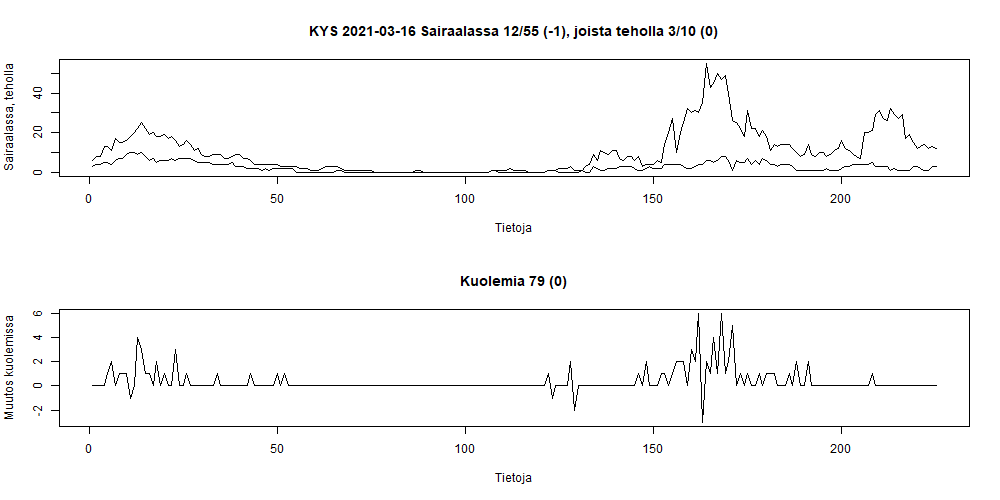 KYS 2021-03-16 Sairaalassa 12/55 (-1), joista teholla 3/10 (0)
Sairaalassa, teholla
40
20
0
0 50 100 150 200
Tietoja
Kuolemia 79 (0)
Muutos kuolemissa
6
4
2
0
-2
0 50 100 150 200
Tietoja